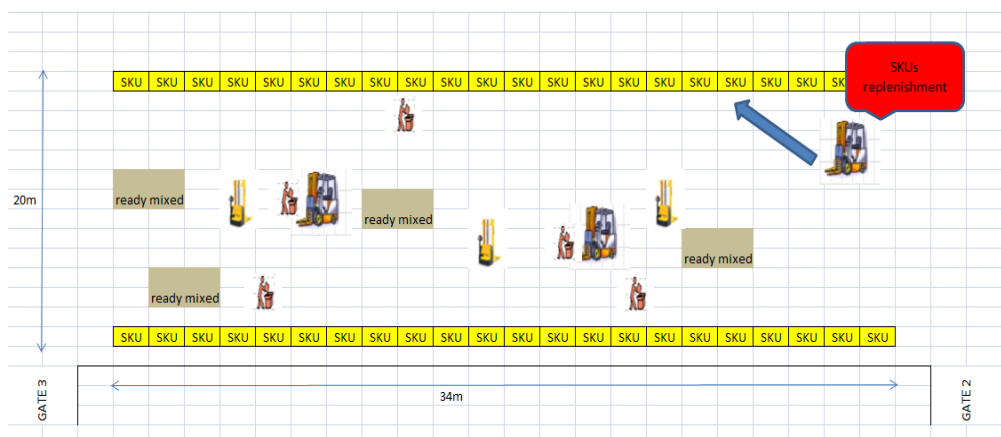 SKUs
replenishment
SKU SKU SKU SKU SKU SKU SKU SKU SKU SKU SKU SKU SKU SKU SKU SKU SKU SKU SKU SKU
20m
ready mixed
ready mixed
ready mixed
ready mixed
SKU SKU SKU SKU SKU SKU SKU SKU SKU SKU SKU SKU SKU SKU SKU SKU SKU SKU SKU SKU SKU SKU
GATE 3
34m
GATE 2